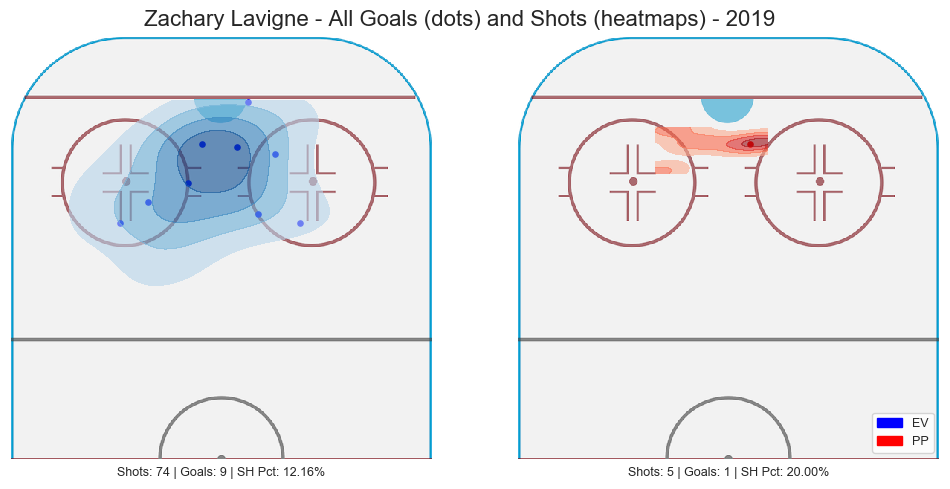 Zachary Lavigne - All Goals (dots) and Shots (heatmaps) - 2019
EV
PP
Shots: 74 | Goals: 9 | SH Pct: 12.16%
Shots: 5 | Goals: 1 | SH Pct: 20.00%